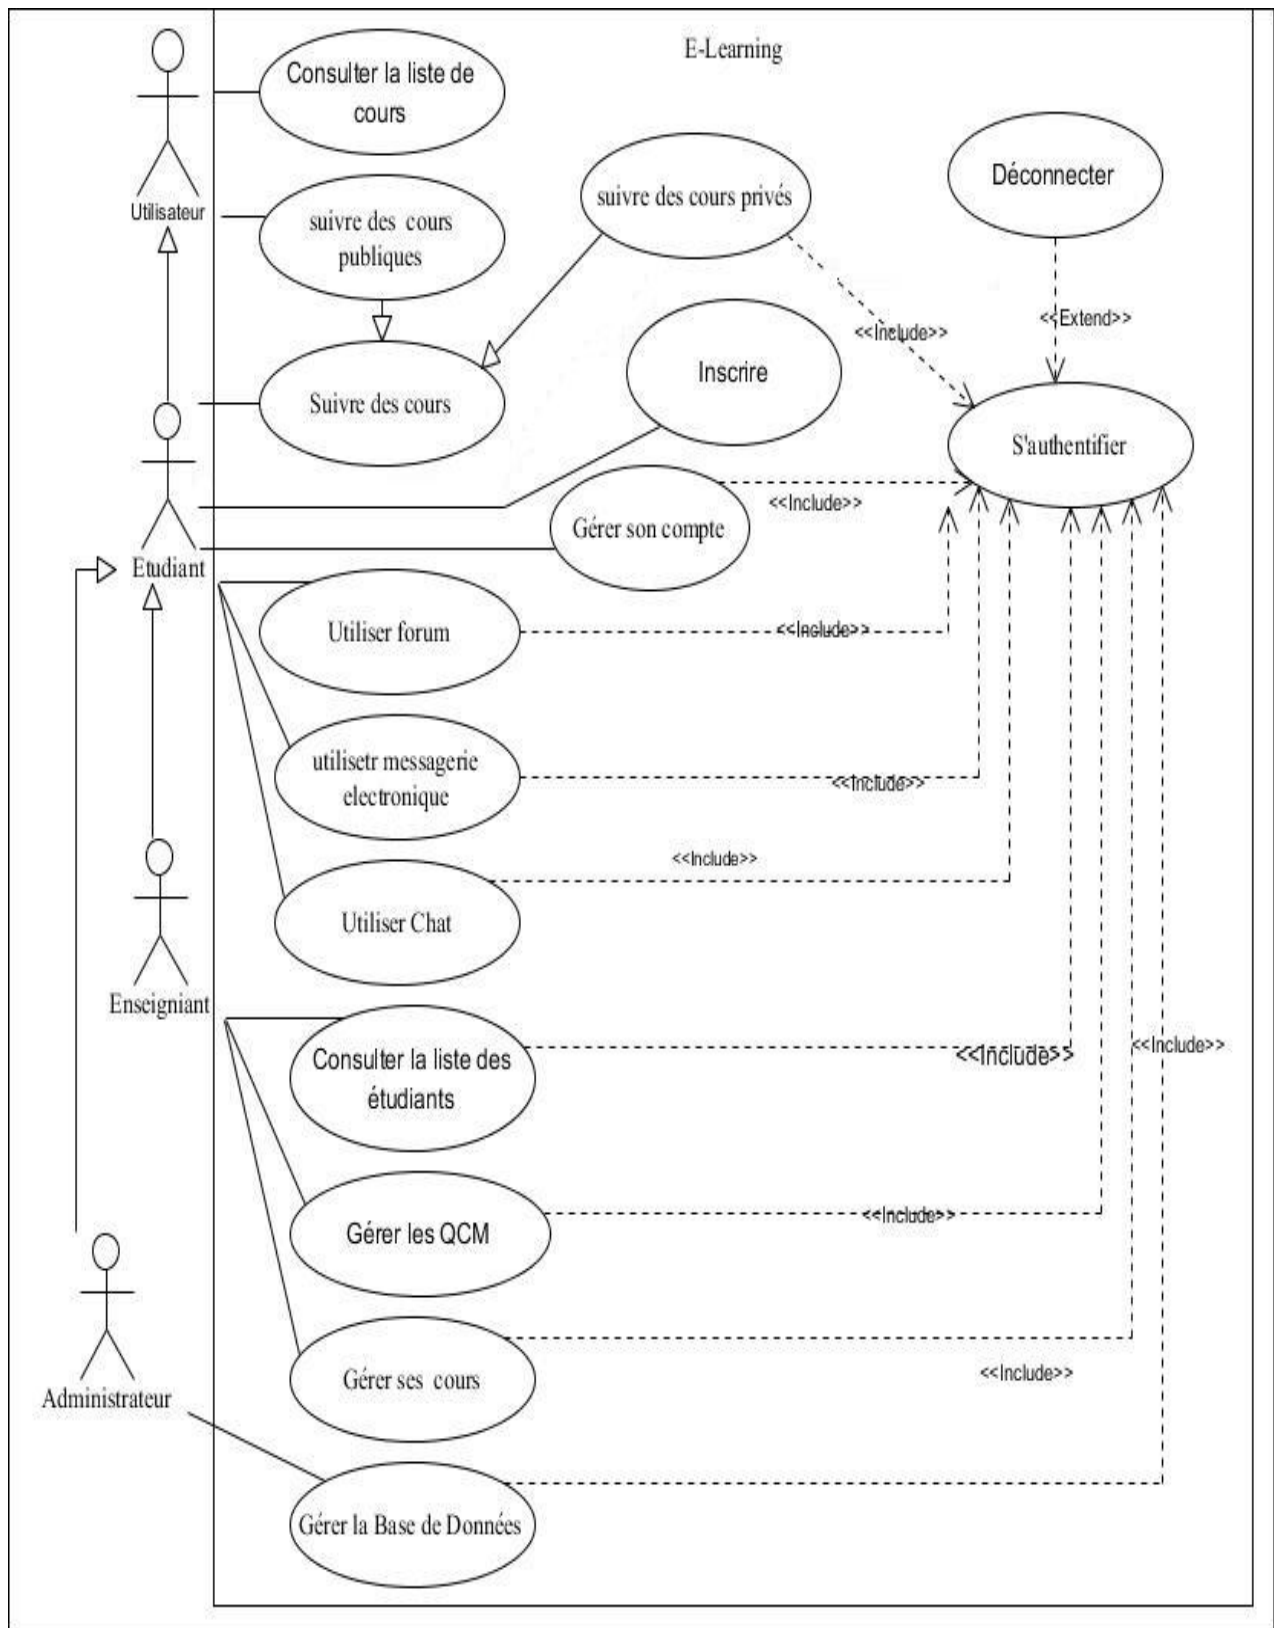 E-Learning
Consulter la liste de
cours
Déconnecter
suivre des cours privés
Utilisateur
suivre des cours
publiques
<<Extend>>
<<Include>>
Inscrire
Suivre des cours
S'authentifier
<<Include>>
Gérer son compte
Etudiant
Utiliser forum
<<Include>>
utilisetr messagerie
electronique
<<Include>>
<<Include>>
Utiliser Chat
Enseigniant
Consulter la liste des
étudiants
<<Include>>
<<Include>>
Gérer les QCM
<<Include>>
Gérer ses cours
<<Include>>
Administrateur
Gérer la Base de Données